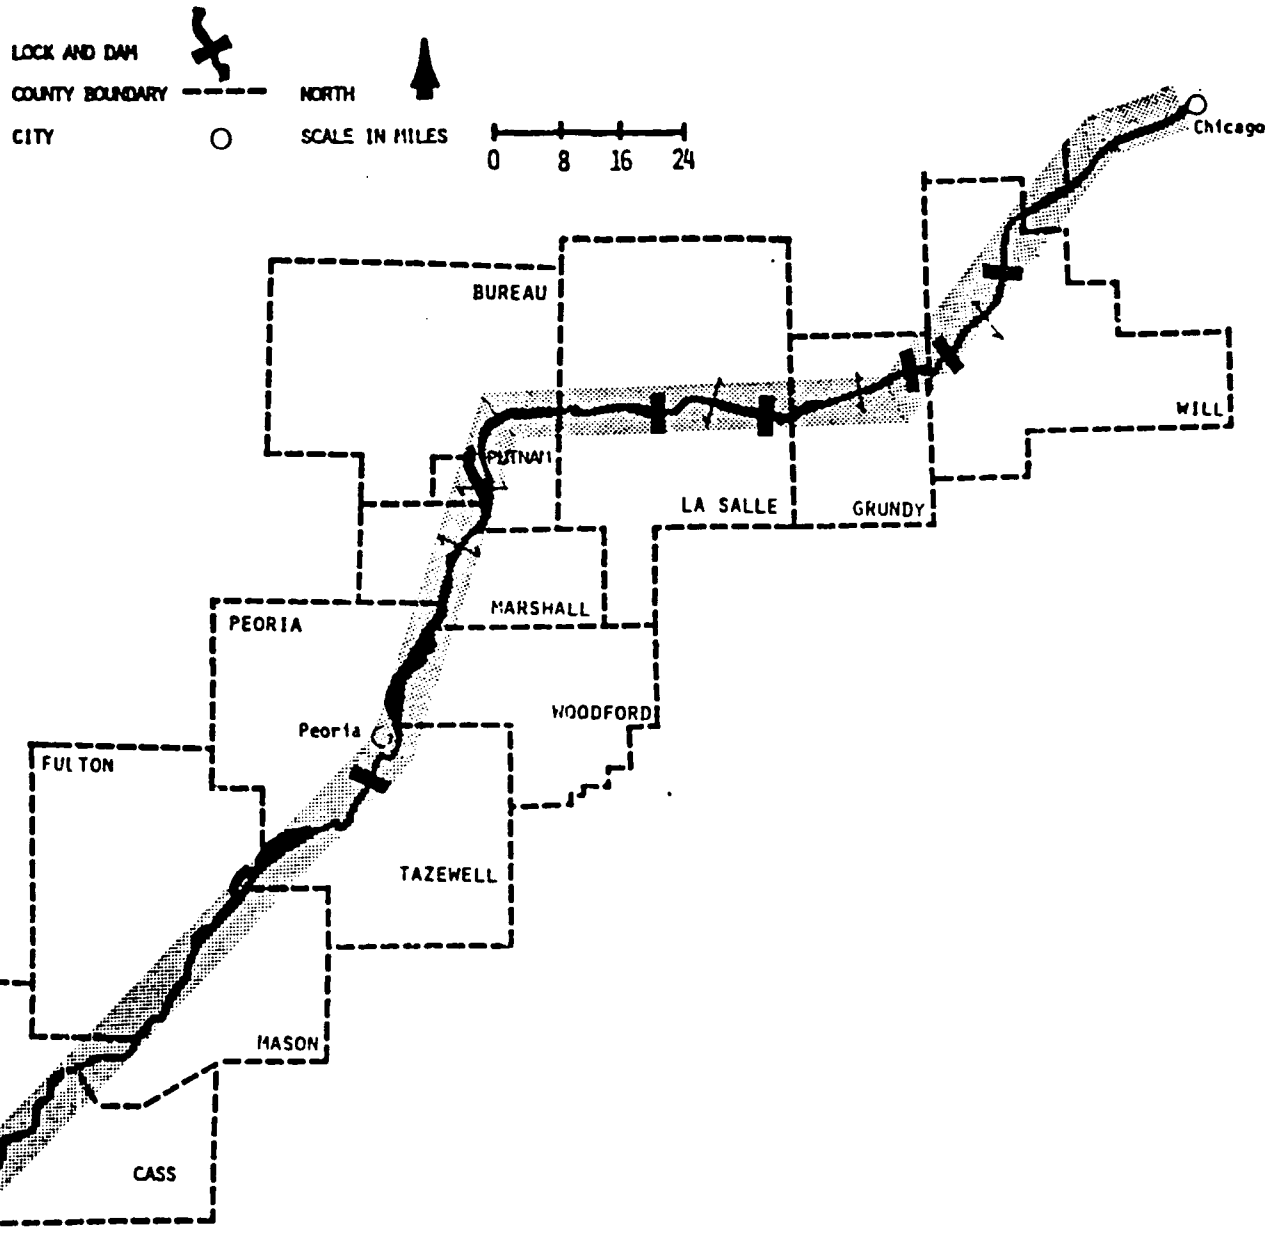 LOCK AND DAM
COUNTY BOUNDARY
NORTH
CITY
SCALE IN MILES
0 8 16 24
Chicago
BUREAU
WILL
PUTNAM
LA SALLE
GRUNDY
MARSHALL
PEORIA
WOODFORD
Peoria
FULTON
TAZEWELL
MASON
CASS